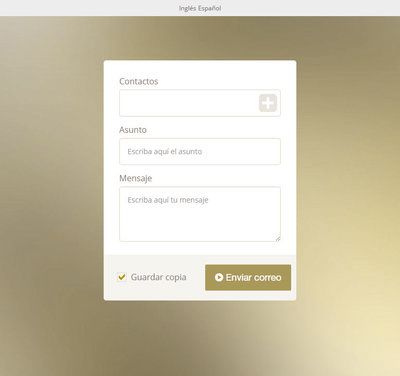 Inglés Español
Contactos
Asunto
Escriba aquí el asunto
Mensaje
Escriba aquí tu mensaje
Guardar copia
Enviar correo